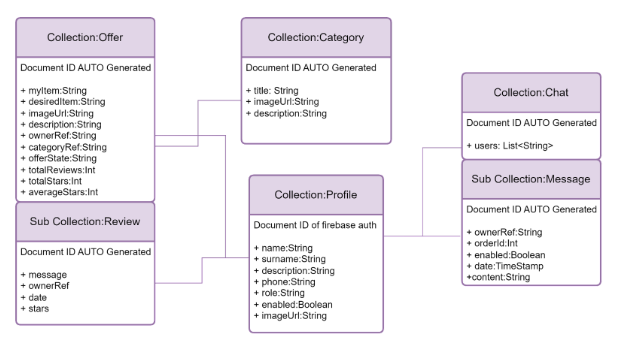 Collection:Offer
Document ID AUTO Generated
+ myItem:String
+ desiredItem:String
+ imageUrl:String
+ description:String
+ ownerRef:String
+ categoryRef:String
+ offerState:String
+ totalReviews:Int
+ totalStars:Int
+ averageStars:Int
Sub Collection:Review
Document ID AUTO Generated
+ message
+ ownerRef
+ date
+ stars
Collection:Category
Document ID AUTO Generated
+ title: String
+ imageUrl:String
+ description:String
Collection:Profile
Document ID of firebase auth
+ name:String
+ surname:String
+ description:String
+ phone:String
+ role:String
+ enabled:Boolean
+ imageUrl:String
Collection:Chat
Document ID AUTO Generated
+ users: List<String>
Sub Collection:Message
Document ID AUTO Generated
+ ownerRef:String
+ orderId:Int
+ enabled:Boolean
+ date:TimeStamp
+content:String